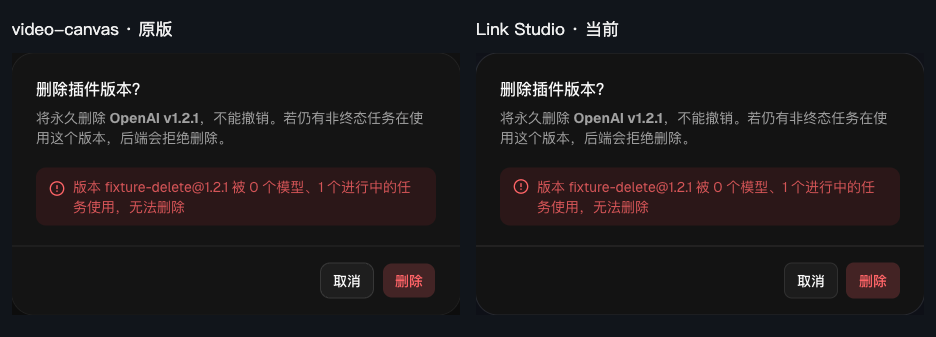 video-canvas · 原版
删除插件版本?
将永久删除 OpenAI v1.2.1，不能撤销。若仍有非终态任务在使
用这个版本，后端会拒绝删除。
版本 fixture-delete@1.2.1 被 0 个模型、1 个进行中的任
务使用，无法删除
取消
删除
Link Studio · 当前
删除插件版本?
将永久删除 OpenAI v1.2.1，不能撤销。若仍有非终态任务在使
用这个版本，后端会拒绝删除。
版本 fixture-delete@1.2.1 被 0 个模型、1 个进行中的任
务使用，无法删除
取消
删除